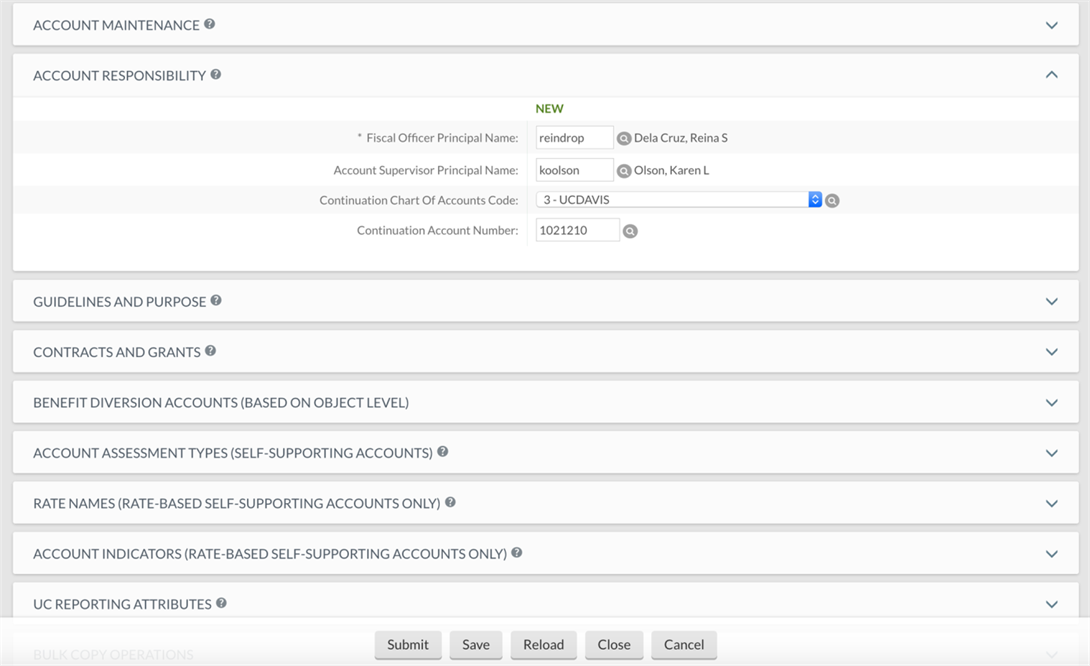 ACCOUNT MAINTENANCE ?
ACCOUNT RESPONSIBILITY ?
NEW
* Fiscal Officer Principal Name: reindrop Dela Cruz, Reina S
Account Supervisor Principal Name: koolson Olson, Karen L
Continuation Chart Of Accounts Code: 3 - UCDAVIS
Continuation Account Number: 1021210
GUIDELINES AND PURPOSE ?
CONTRACTS AND GRANTS ?
BENEFIT DIVERSION ACCOUNTS (BASED ON OBJECT LEVEL)
ACCOUNT ASSESSMENT TYPES (SELF-SUPPORTING ACCOUNTS) ?
RATE NAMES (RATE-BASED SELF-SUPPORTING ACCOUNTS ONLY) ?
ACCOUNT INDICATORS (RATE-BASED SELF-SUPPORTING ACCOUNTS ONLY) ?
UC REPORTING ATTRIBUTES ?
Submit Save Reload Close Cancel
BULK COPY OPERATIONS